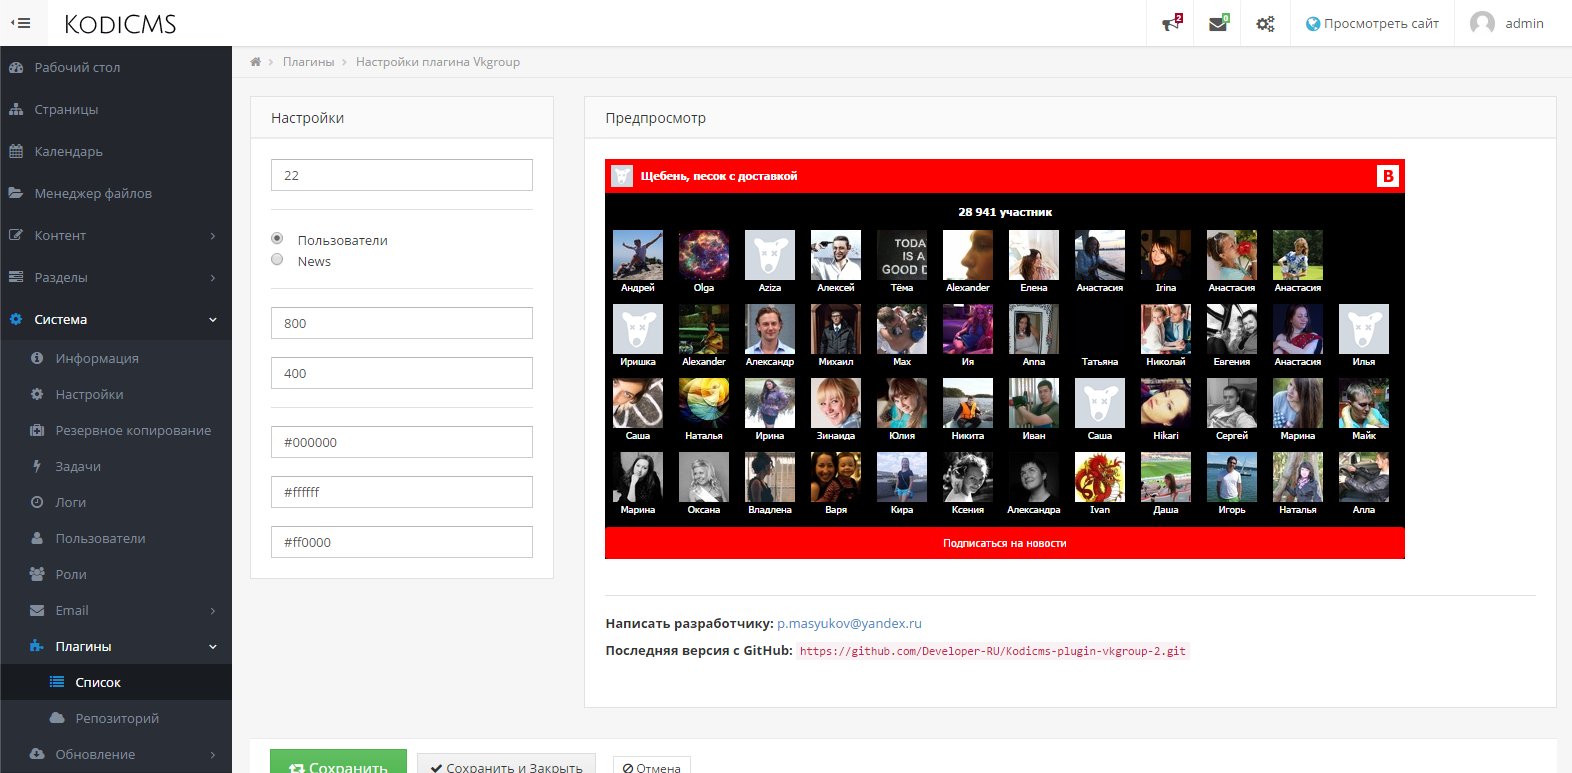 KODICMS
2
0
Просмотреть сайт
admin
Рабочий стол
Страницы
Календарь
Менеджер файлов
Контент
Разделы
Система
Информация
Настройки
Резервное копирование
Задачи
Логи
Пользователи
Роли
Email
Плагины
Список
Репозиторий
Обновление
Плагины
Настройки плагина Vkgroup
Настройки
22
Пользователи
News
800
400
#000000
#ffffff
#ff0000
Предпросмотр
Щебень, песок с доставкой
В
28 941 участник
TODAY
IS A
GOOD D
Андрей Olga Aziza Алексей Тёма Alexander Елена Анастасия Irina Анастасия Анастасия
Иришка Alexander Александр Михаил Max Ия Anna Татьяна Николай Евгения Анастасия Илья
Саша Наталья Ирина Зинаида Юлия Никита Иван Саша Hikari Сергей Марина Майк
Марина Оксана Владлена Варя Кира Ксения Александра Ivan Даша Игорь Наталья Алла
Подписаться на новости
Написать разработчику: p.masyukov@yandex.ru
Последняя версия с GitHub: https://github.com/Developer-RU/Kodicms-plugin-vkgroup-2.git
Сохранить
Сохранить и Закрыть
Отмена